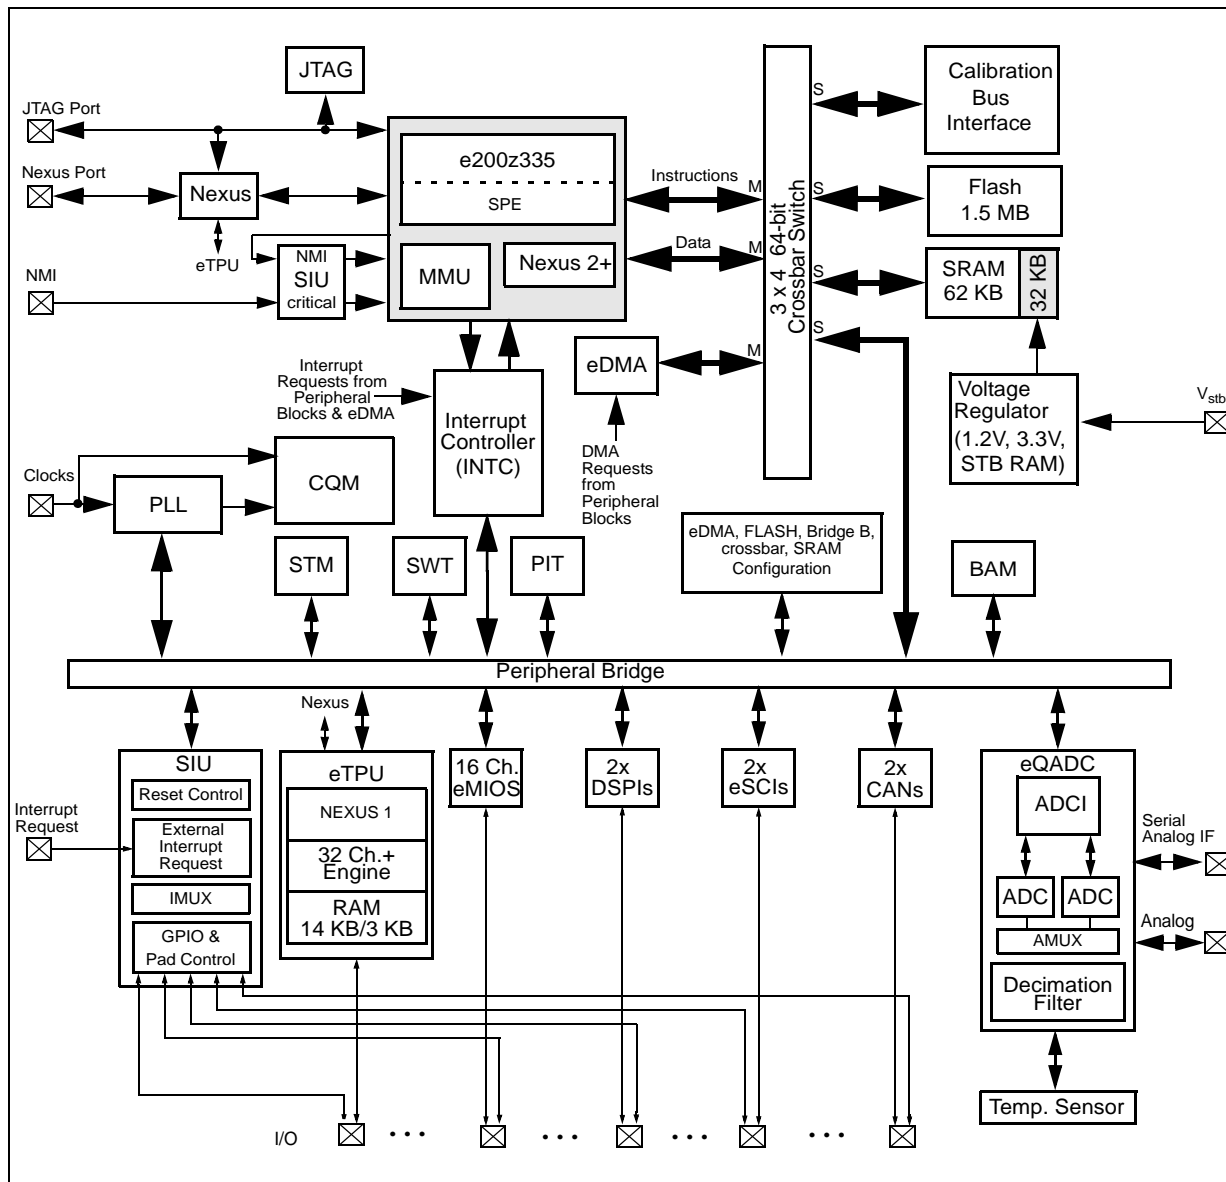 JTAG
JTAG Port
Nexus Port
Nexus
eTPU
NMI
NMI
SIU
critical
e200z335
SPE
MMU
Nexus 2+
Instructions
Data
M
M
M
3 x 4 64-bit
Crossbar Switch
S
S
S
S
Calibration
Bus
Interface
Flash
1.5 MB
SRAM
62 KB
32 KB
Voltage
Regulator
(1.2V, 3.3V,
STB RAM)
Vstb
eDMA
DMA
Requests
from
Peripheral
Blocks
Interrupt
Requests from
Peripheral
Blocks & eDMA
Interrupt
Controller
(INTC)
Clocks
PLL
CQM
STM
SWT
PIT
eDMA, FLASH, Bridge B,
crossbar, SRAM
Configuration
BAM
Peripheral Bridge
Interrupt
Request
SIU
Reset Control
External
Interrupt
Request
IMUX
GPIO &
Pad Control
Nexus
eTPU
NEXUS 1
32 Ch.+
Engine
RAM
14 KB/3 KB
16 Ch.
eMIOS
2x
DSPIs
2x
eSCIs
2x
CANs
eQADC
ADCI
ADC
ADC
AMUX
Decimation
Filter
Serial
Analog IF
Analog
Temp. Sensor
I/O
• • •
• • •
• • •
• • •